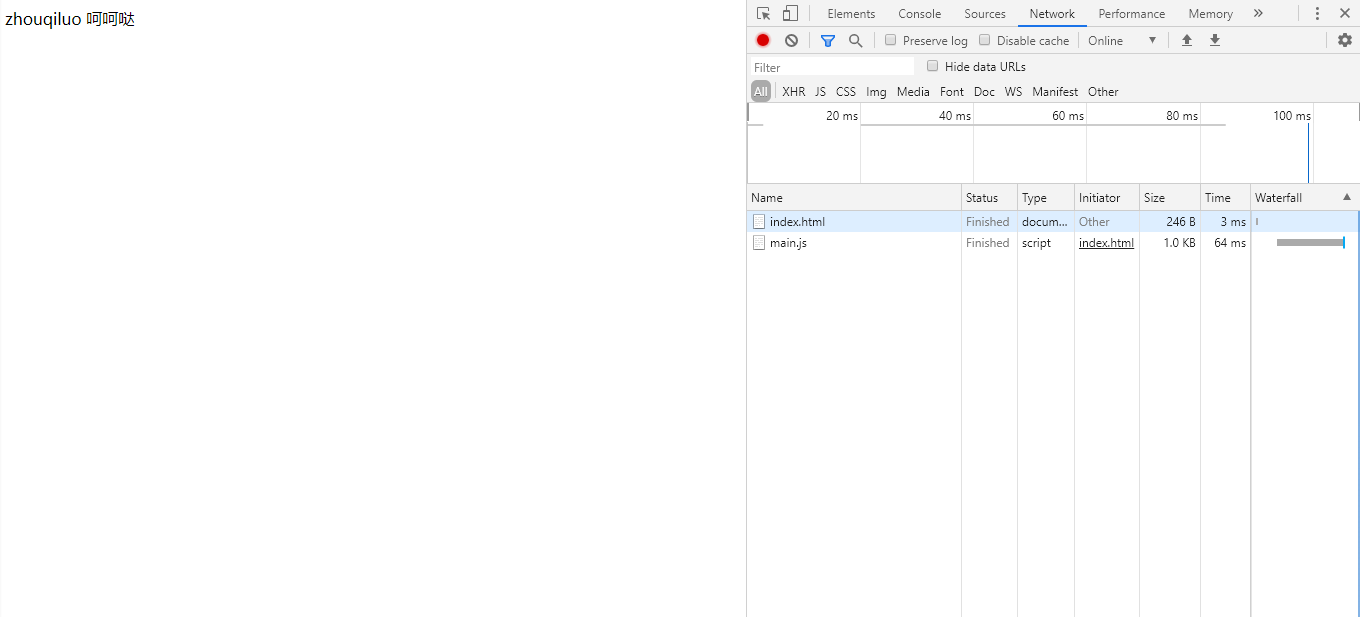 zhouqiluo 呵呵哒
Elements Console Sources Network Performance Memory »
Preserve log Disable cache Online
Filter Hide data URLs
All XHR JS CSS Img Media Font Doc WS Manifest Other
20 ms 40 ms 60 ms 80 ms 100 ms
Name Status Type Initiator Size Time Waterfall
index.html Finished docum... Other 246 B 3 ms
main.js Finished script index.html 1.0 KB 64 ms